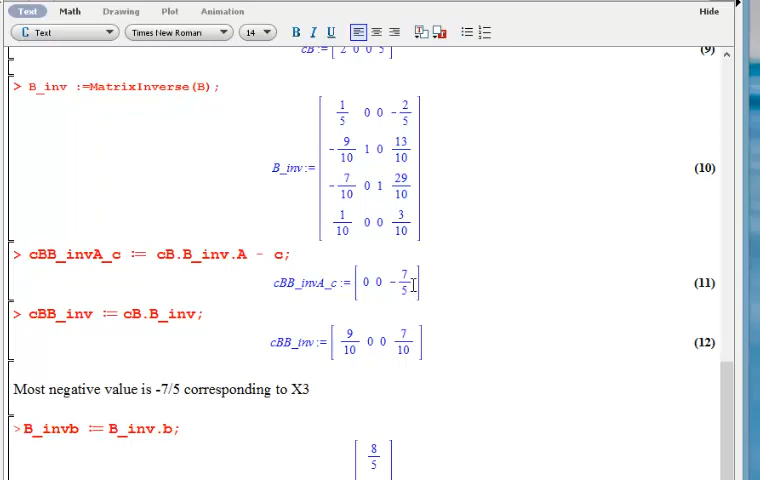 Text Math Drawing Plot Animation Hide
C Text Times New Roman 14 B I U
cB := [ 2 0 0 5 ] (9)
> B_inv :=MatrixInverse(B);
B_inv := [ 1/5 0 0 -2/5
-9/10 1 0 13/10
-7/10 0 1 29/10
1/10 0 0 3/10 ] (10)
> cBB_invA_c := cB.B_inv.A - c;
cBB_invA_c := [ 0 0 -7/5 ] (11)
> cBB_inv := cB.B_inv;
cBB_inv := [ 9/10 0 0 7/10 ] (12)
Most negative value is -7/5 corresponding to X3
>B_invb := B_inv.b;
[ 8/5 ]